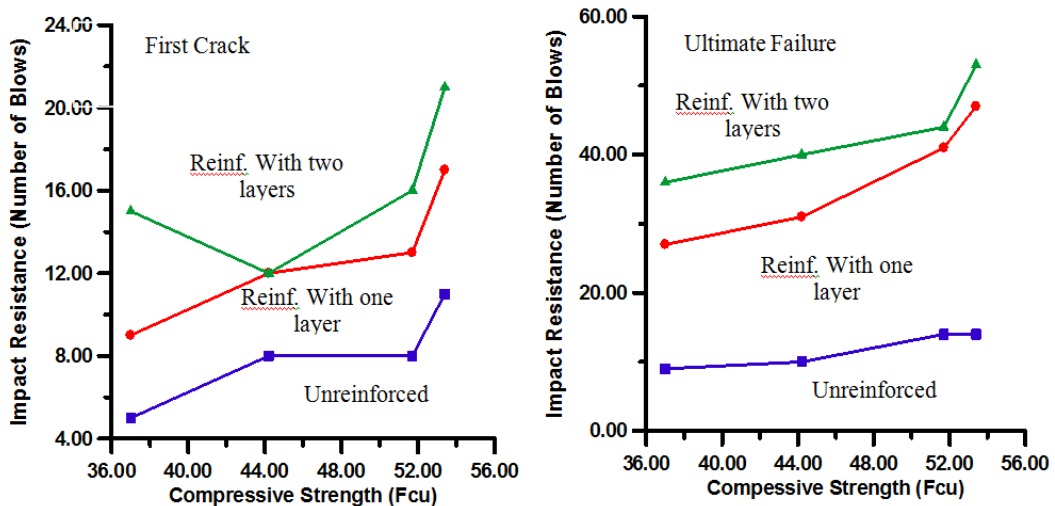 24.00
20.00
16.00
12.00
8.00
4.00
Impact Resistance (Number of Blows)
First Crack
Reinf. With two
layers
Reinf. With one
layer
Unreinforced
36.00 40.00 44.00 48.00 52.00 56.00
Compressive Strength (Fcu)
60.00
40.00
20.00
0.00
Impact Resistance (Number of Blows)
Ultimate Failure
Reinf. With two
layers
Reinf. With one
layer
Unreinforced
36.00 40.00 44.00 48.00 52.00 56.00
Compressive Strength (Fcu)